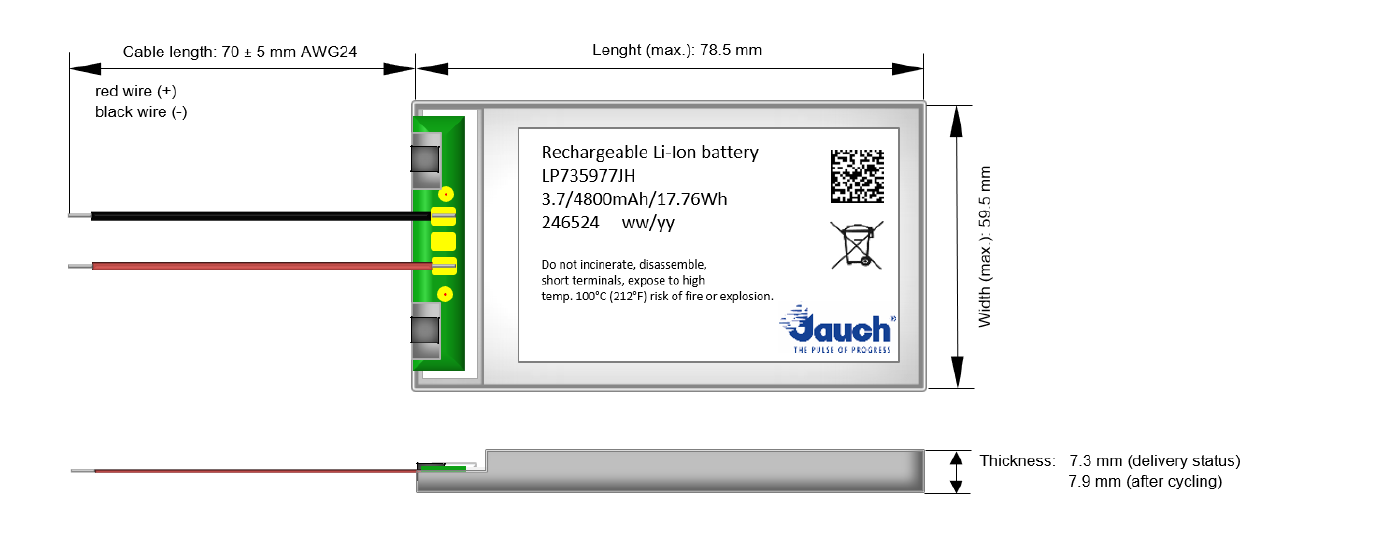 Cable length: 70 ± 5 mm AWG24
Lenght (max.): 78.5 mm
red wire (+)
black wire (-)
Rechargeable Li-Ion battery
LP735977JH
3.7/4800mAh/17.76Wh
246524 ww/yy
Do not incinerate, disassemble,
short terminals, expose to high
temp. 100°C (212°F) risk of fire or explosion.
Jauch®
THE PULSE OF PROGRESS
Width (max.): 59.5 mm
Thickness: 7.3 mm (delivery status)
7.9 mm (after cycling)